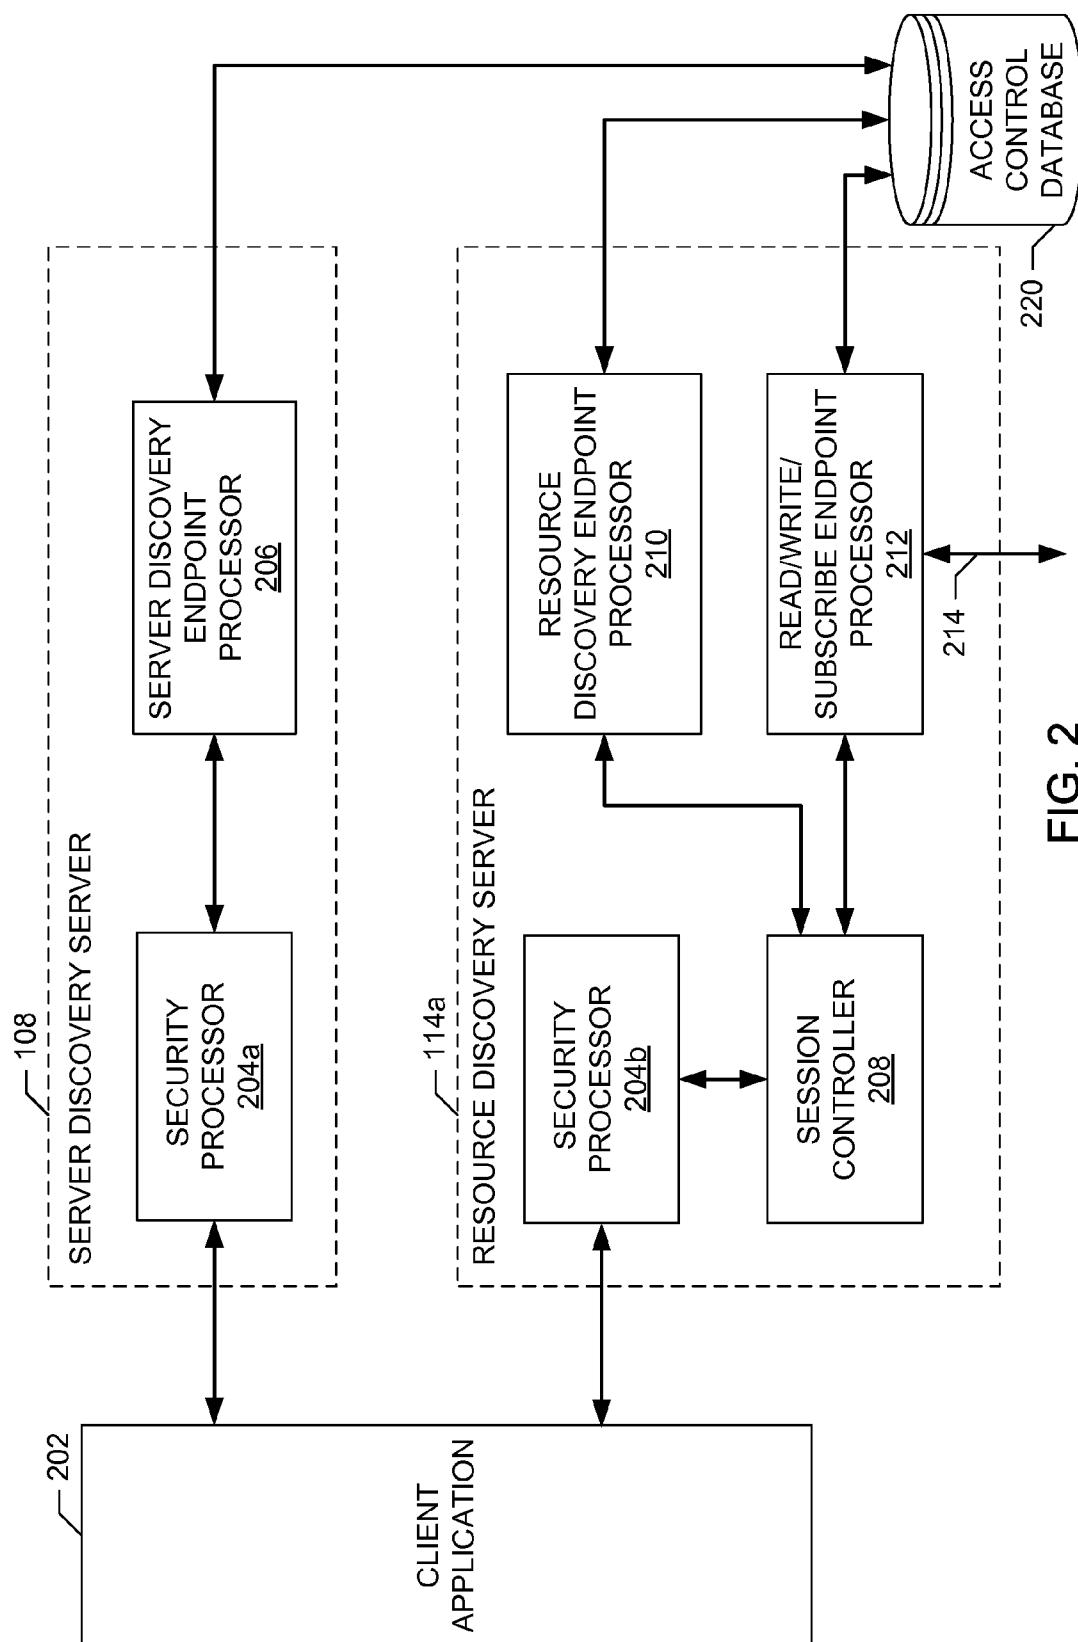 202
CLIENT
APPLICATION
108
SERVER DISCOVERY SERVER
SECURITY
PROCESSOR
204a
SERVER DISCOVERY
ENDPOINT
PROCESSOR
206
114a
RESOURCE DISCOVERY SERVER
SECURITY
PROCESSOR
204b
SESSION
CONTROLLER
208
RESOURCE
DISCOVERY ENDPOINT
PROCESSOR
210
READ/WRITE/
SUBSCRIBE ENDPOINT
PROCESSOR
212
214
220
ACCESS
CONTROL
DATABASE
FIG. 2